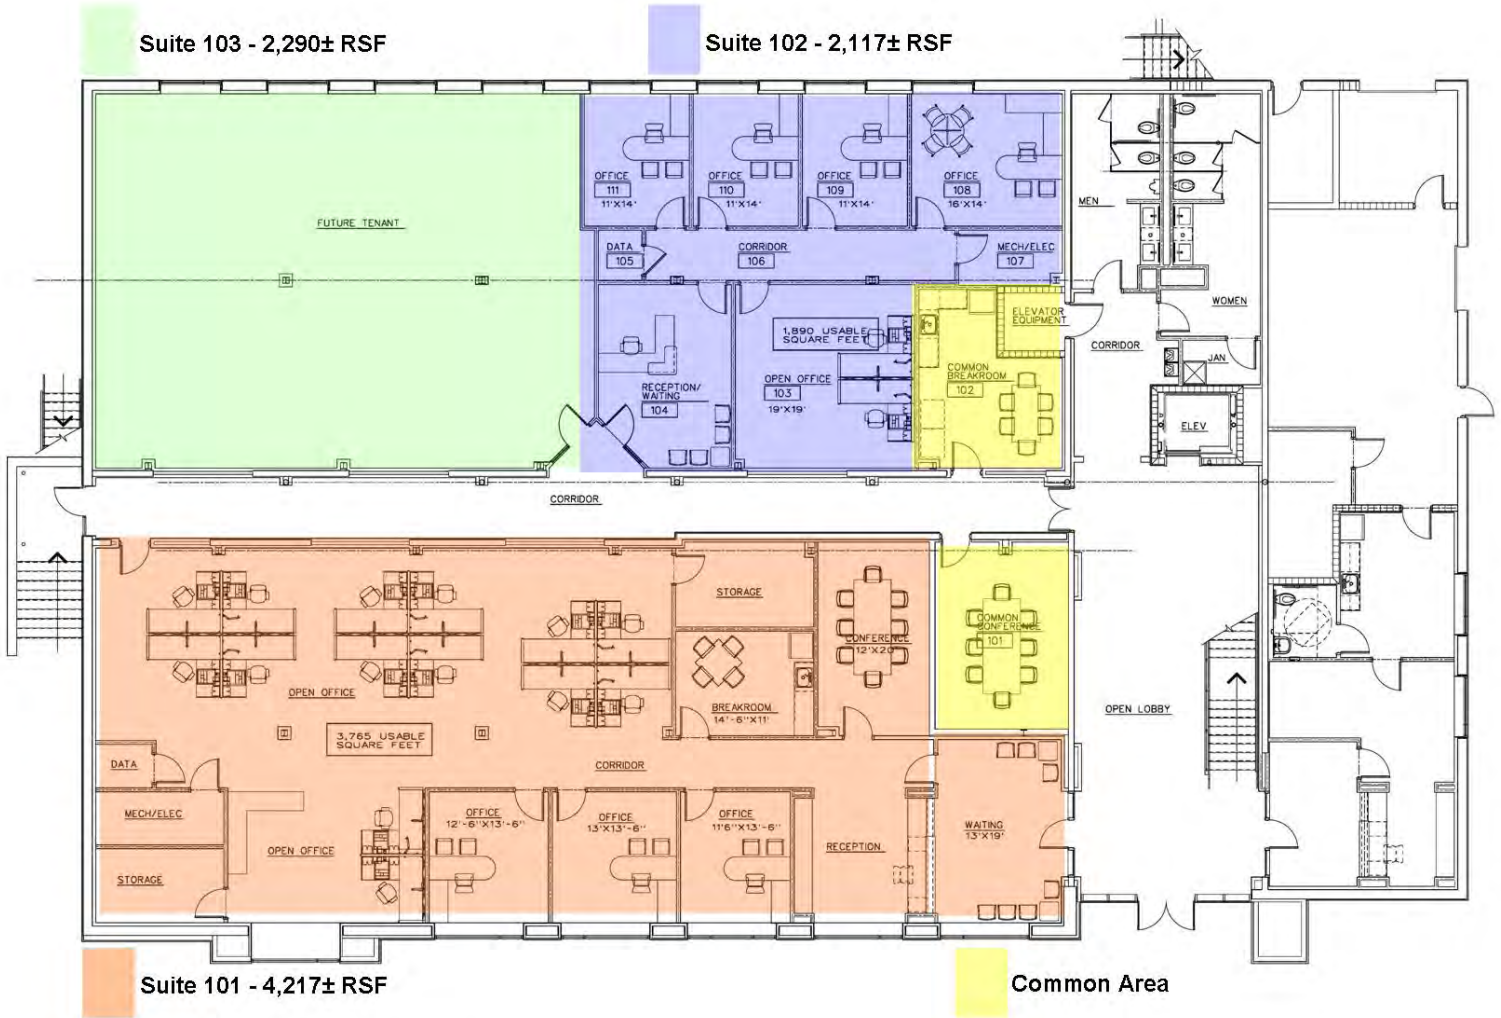 Suite 103 - 2,290± RSF
Suite 102 - 2,117± RSF
FUTURE TENANT
OFFICE
111
11'X14'
OFFICE
110
11'X14'
OFFICE
109
11'X14'
OFFICE
108
16'X14'
MEN
DATA
105
CORRIDOR
106
MECH/ELEC
107
WOMEN
ELEVATOR
EQUIPMENT
1,890 USABLE
SQUARE FEET
CORRIDOR
JAN
COMMON
BREAKROOM
102
OPEN OFFICE
103
19'X19'
RECEPTION/
WAITING
104
ELEV
CORRIDOR
STORAGE
CONFERENCE
12'X20'
COMMON
CONFERENCE
101
OPEN OFFICE
BREAKROOM
14'-6"X11'
OPEN LOBBY
3,765 USABLE
SQUARE FEET
DATA
CORRIDOR
MECH/ELEC
OFFICE
12'-6"X13'-6"
OFFICE
13'X13'-6"
OFFICE
11'6"X13'-6"
WAITING
13'X19'
OPEN OFFICE
RECEPTION
STORAGE
Suite 101 - 4,217± RSF
Common Area